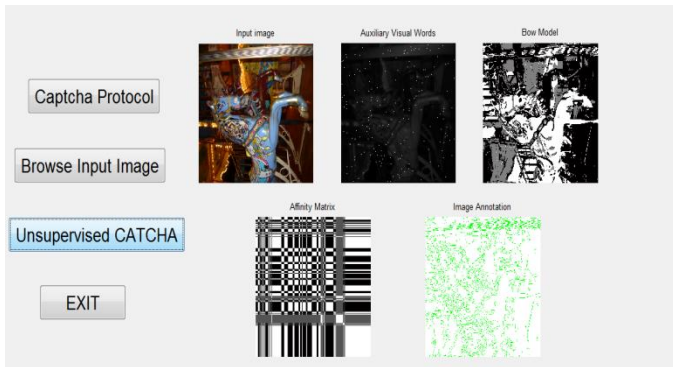 Input image
Auxiliary Visual Words
Bow Model
Captcha Protocol
Browse Input Image
Unsupervised CATCHA
EXIT
Affinity Matrix
Image Annotation